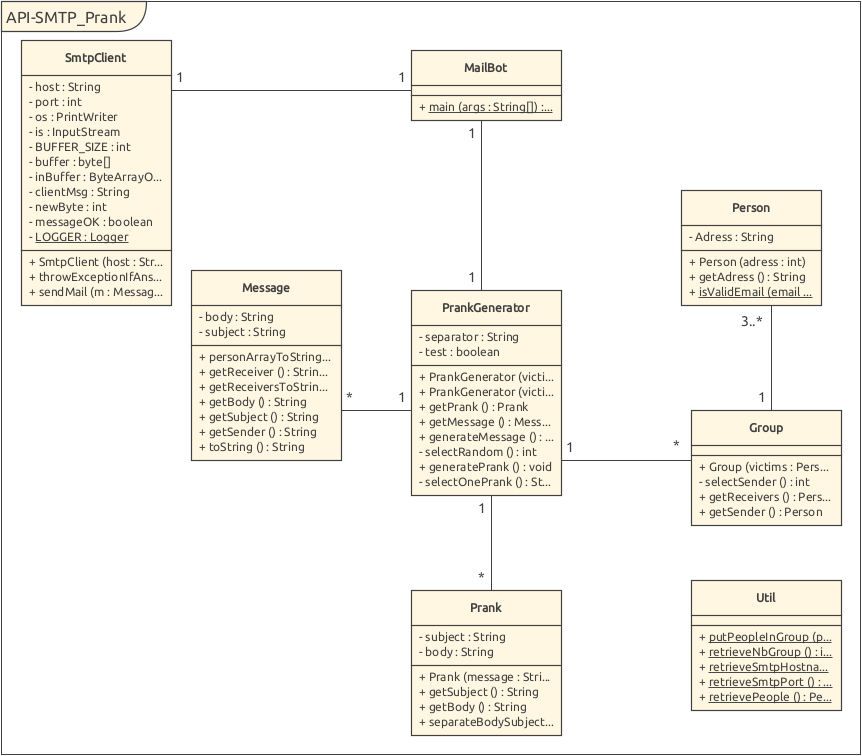 API-SMTP_Prank
SmtpClient
- host : String
- port : int
- os : PrintWriter
- is : InputStream
- BUFFER_SIZE : int
- buffer : byte[]
- inBuffer : ByteArrayO...
- clientMsg : String
- newByte : int
- messageOK : boolean
- LOGGER : Logger
+ SmtpClient (host : Str...
+ throwExceptionIfAns...
+ sendMail (m : Messag...
1
1
MailBot
+ main (args : String[]) :...
1
1
Person
- Adress : String
+ Person (adress : int)
+ getAdress () : String
+ isValidEmail (email ...
3..*
1
Message
- body : String
- subject : String
+ personArrayToString...
+ getReceiver () : Strin...
+ getReceiversToStrin...
+ getBody () : String
+ getSubject () : String
+ getSender () : String
+ toString () : String
*
1
PrankGenerator
- separator : String
- test : boolean
+ PrankGenerator (victi...
+ PrankGenerator (victi...
+ getPrank () : Prank
+ getMessage () : Mess...
+ generateMessage () : ...
- selectRandom () : int
+ generatePrank () : void
- selectOnePrank () : St...
1
*
Group
+ Group (victims : Pers...
- selectSender () : int
+ getReceivers () : Pers...
+ getSender () : Person
1
*
Prank
- subject : String
- body : String
+ Prank (message : Stri...
+ getSubject () : String
+ getBody () : String
+ separateBodySubject...
Util
+ putPeopleInGroup (p...
+ retrieveNbGroup () : i...
+ retrieveSmtpHostna...
+ retrieveSmtpPort () : ...
+ retrievePeople () : Pe...